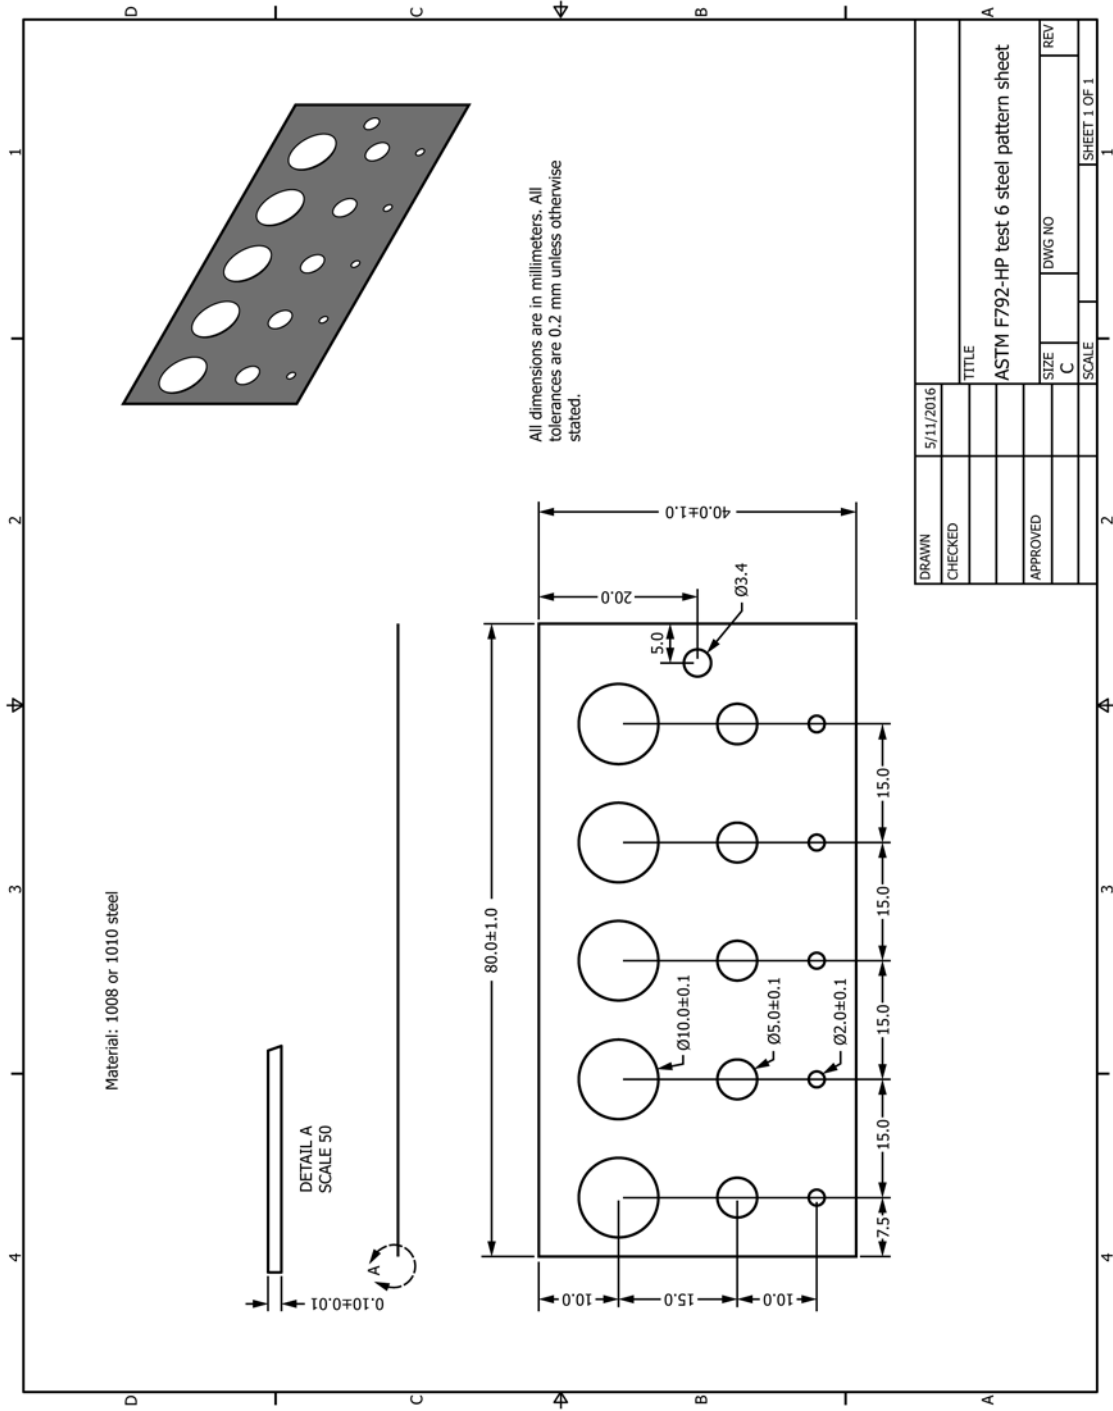 4
3
2
1
D
C
B
A
Material: 1008 or 1010 steel
0.10±0.01
DETAIL A
SCALE 50
A
80.0±1.0
40.0±1.0
20.0
5.0
Ø3.4
10.0
15.0
10.0
Ø10.0±0.1
Ø5.0±0.1
Ø2.0±0.1
7.5
15.0
15.0
15.0
15.0
All dimensions are in millimeters. All
tolerances are 0.2 mm unless otherwise
stated.
DRAWN
5/11/2016
CHECKED
APPROVED
TITLE
ASTM F792-HP test 6 steel pattern sheet
SIZE
C
DWG NO
REV
SCALE
SHEET 1 OF 1
D
C
B
A
4
3
2
1